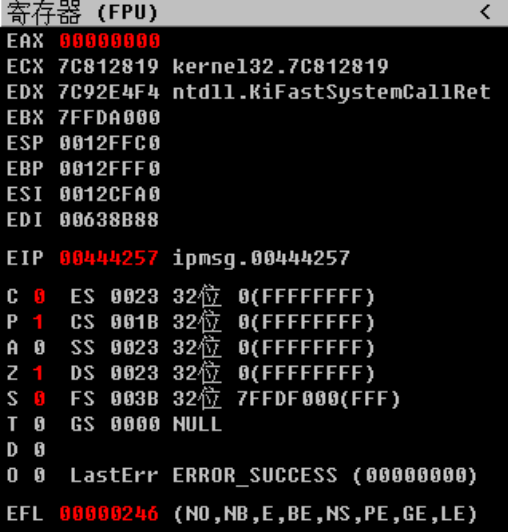 寄存器 (FPU) <
EAX 00000000
ECX 7C812819 kernel32.7C812819
EDX 7C92E4F4 ntdll.KiFastSystemCallRet
EBX 7FFDA000
ESP 0012FFC0
EBP 0012FFF0
ESI 0012CFA0
EDI 00638B88
EIP 00444257 ipmsg.00444257
C 0 ES 0023 32位 0(FFFFFFFF)
P 1 CS 001B 32位 0(FFFFFFFF)
A 0 SS 0023 32位 0(FFFFFFFF)
Z 1 DS 0023 32位 0(FFFFFFFF)
S 0 FS 003B 32位 7FFDF000(FFF)
T 0 GS 0000 NULL
D 0
O 0 LastErr ERROR_SUCCESS (00000000)
EFL 00000246 (NO,NB,E,BE,NS,PE,GE,LE)